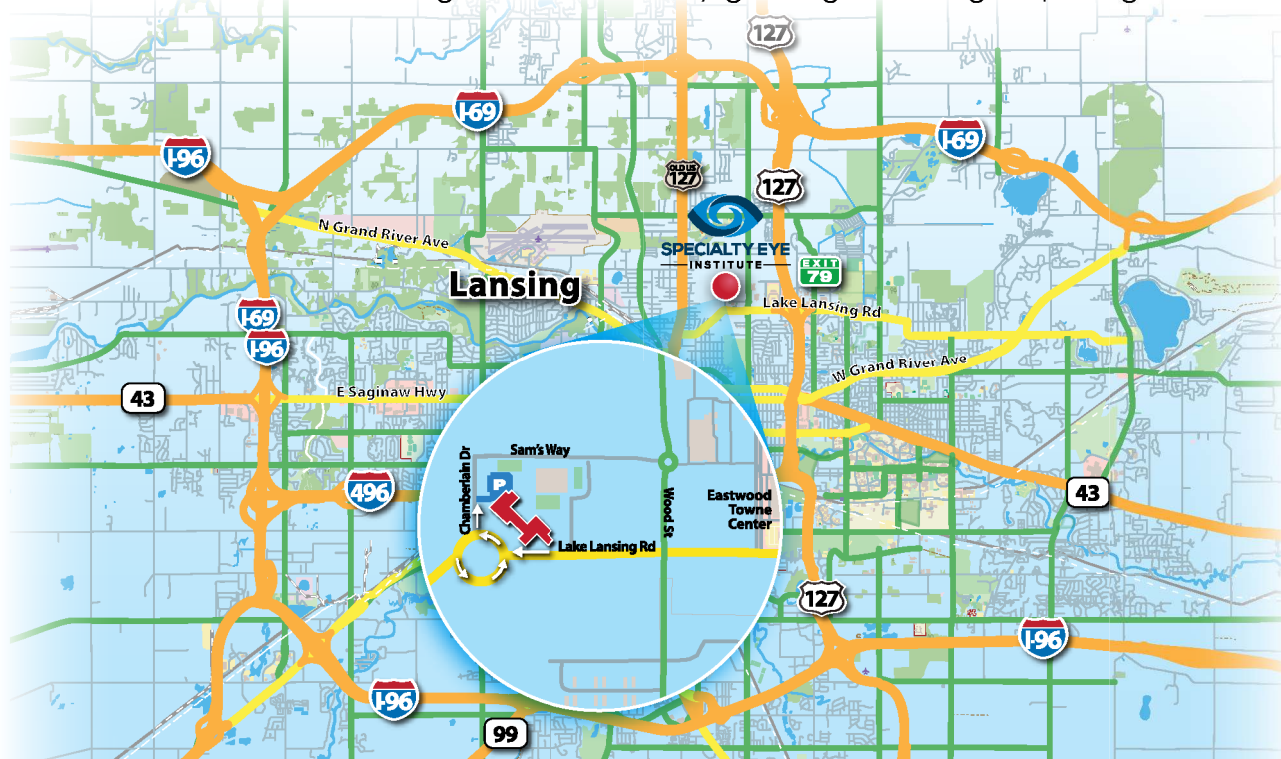 127
I-69
I-96
I-69
OLD US
127
127
N Grand River Ave
SPECIALTY EYE
INSTITUTE
EXIT
79
Lansing
Lake Lansing Rd
I-69
I-96
W Grand River Ave
43
E Saginaw Hwy
496
43
Chamberlain Dr
Sam's Way
P
Wood St
Eastwood
Towne
Center
Lake Lansing Rd
127
I-96
I-96
99